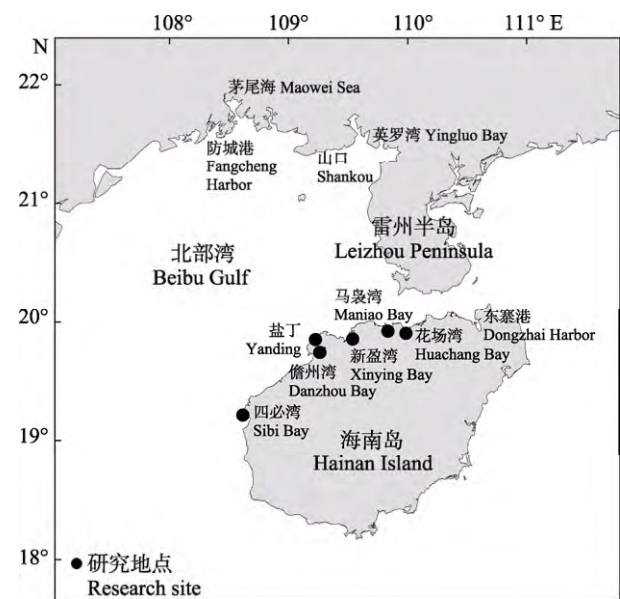 108°
109°
110°
111° E
N
22°
21°
20°
19°
18°
茅尾海 Maowei Sea
防城港
Fangcheng
Harbor
山口
Shankou
英罗湾 Yingluo Bay
雷州半岛
Leizhou Peninsula
北部湾
Beibu Gulf
马袅湾
Maniao Bay
东寨港
Dongzhai Harbor
盐丁
Yanding
花场湾
Huachang Bay
新盈湾
Xinying Bay
儋州湾
Danzhou Bay
四必湾
Sibi Bay
海南岛
Hainan Island
研究地点
Research site